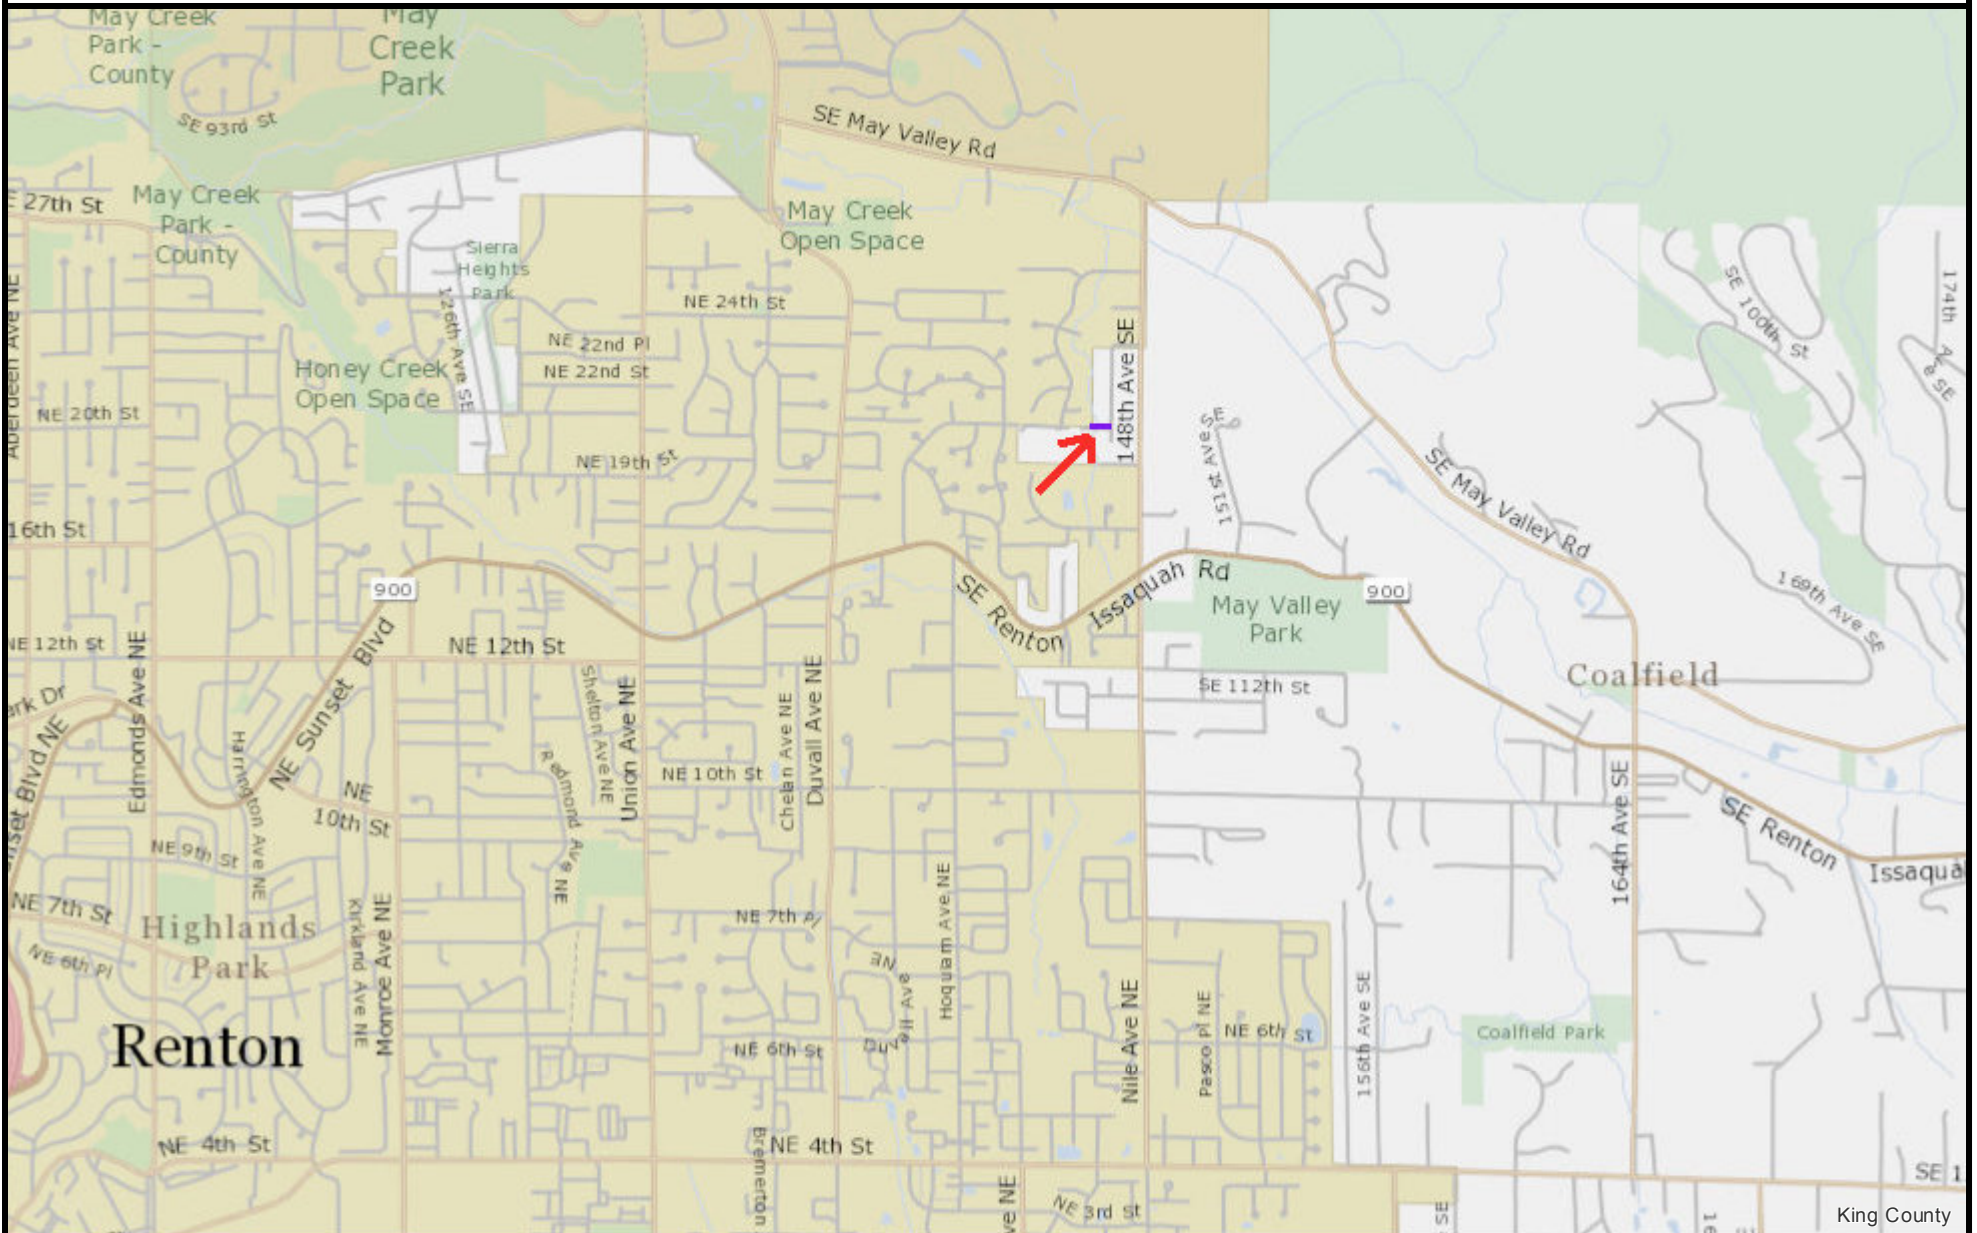 May Creek
Park -
County
May
Creek
Park
SE 93rd St
SE May Valley Rd
27th St
May Creek
Park -
County
Sierra
Heights
Park
May Creek
Open Space
NE 24th St
126th Ave SE
NE 22nd Pl
NE 22nd St
148th Ave SE
SE 100th St
174th Ave SE
Aberdeen Ave NE
Honey Creek
Open Space
NE 20th St
NE 19th St
151st Ave SE
SE May Valley Rd
16th St
900
SE Renton Issaquah Rd
May Valley
Park
900
169th Ave SE
NE 12th St
NE 12th St
Coalfield
SE 112th St
Edmonds Ave NE
NE Sunset Blvd
Shelton Ave NE
Union Ave NE
Chelan Ave NE
Duvall Ave NE
Harrington Ave NE
NE
10th St
Redmond Ave NE
NE 10th St
164th Ave SE
SE Renton Issaqua
NE 9th St
NE 7th St
Highlands
Park
NE 6th Pl
Kirkland Ave NE
Monroe Ave NE
NE 7th Pl
Hoquiam Ave NE
NE
Nile Ave NE
Pasco Pl NE
NE 6th St
156th Ave SE
Coalfield Park
Renton
NE 6th St
NE 4th St
Bremerton
NE 4th St
NE 3rd St
SE
SE 1
King County